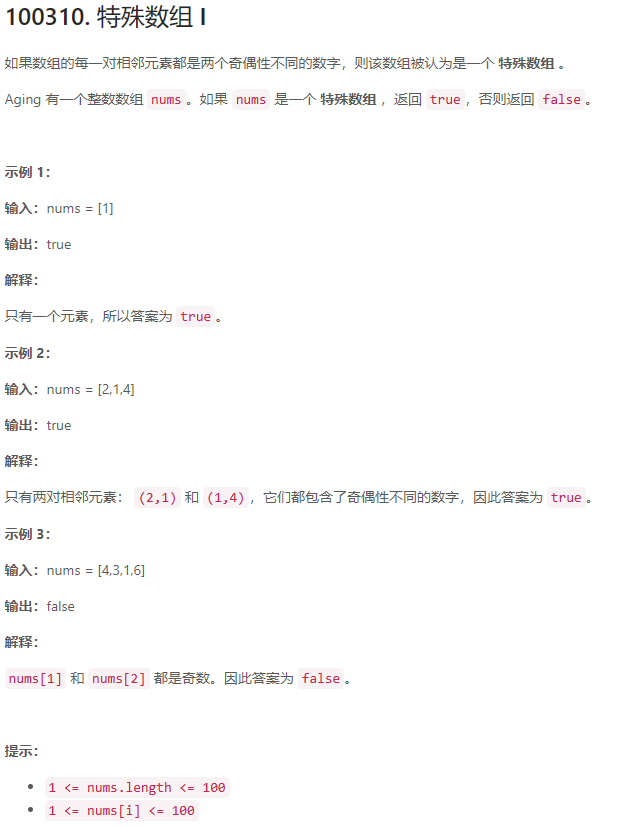 100310. 特殊数组 I
如果数组的每一对相邻元素都是两个奇偶性不同的数字，则该数组被认为是一个 特殊数组 。
Aging 有一个整数数组 nums。如果 nums 是一个 特殊数组 ，返回 true，否则返回 false。
示例 1：
输入：nums = [1]
输出：true
解释：
只有一个元素，所以答案为 true。
示例 2：
输入：nums = [2,1,4]
输出：true
解释：
只有两对相邻元素： (2,1) 和 (1,4)，它们都包含了奇偶性不同的数字，因此答案为 true。
示例 3：
输入：nums = [4,3,1,6]
输出：false
解释：
nums[1] 和 nums[2] 都是奇数。因此答案为 false。
提示：
• 1 <= nums.length <= 100
• 1 <= nums[i] <= 100